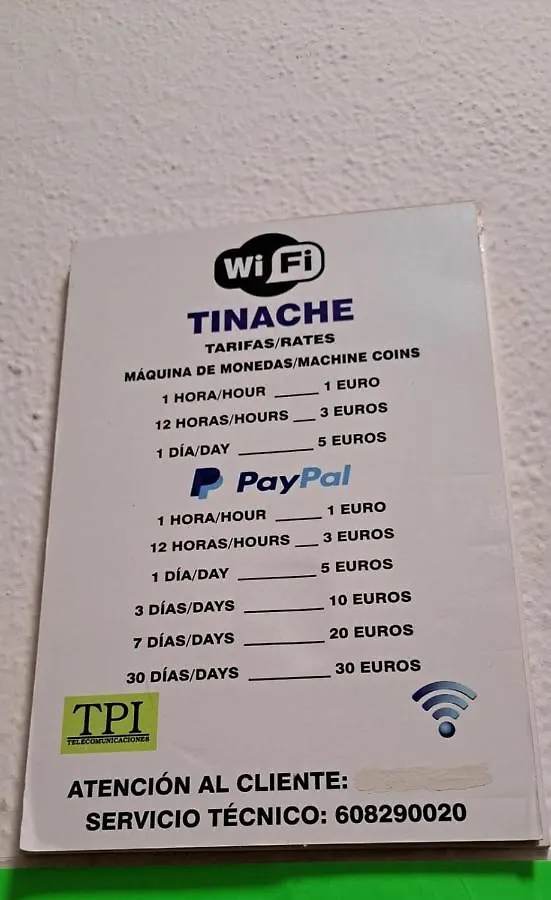 WiFi
TINACHE
TARIFAS/RATES
MÁQUINA DE MONEDAS/MACHINE COINS
1 HORA/HOUR _____ 1 EURO
12 HORAS/HOURS __ 3 EUROS
1 DÍA/DAY ________ 5 EUROS
PayPal
1 HORA/HOUR _____ 1 EURO
12 HORAS/HOURS __ 3 EUROS
1 DÍA/DAY ________ 5 EUROS
3 DÍAS/DAYS ________ 10 EUROS
7 DÍAS/DAYS ________ 20 EUROS
30 DÍAS/DAYS ________ 30 EUROS
TPI
TELECOMUNICACIONES
ATENCIÓN AL CLIENTE:
SERVICIO TÉCNICO: 608290020